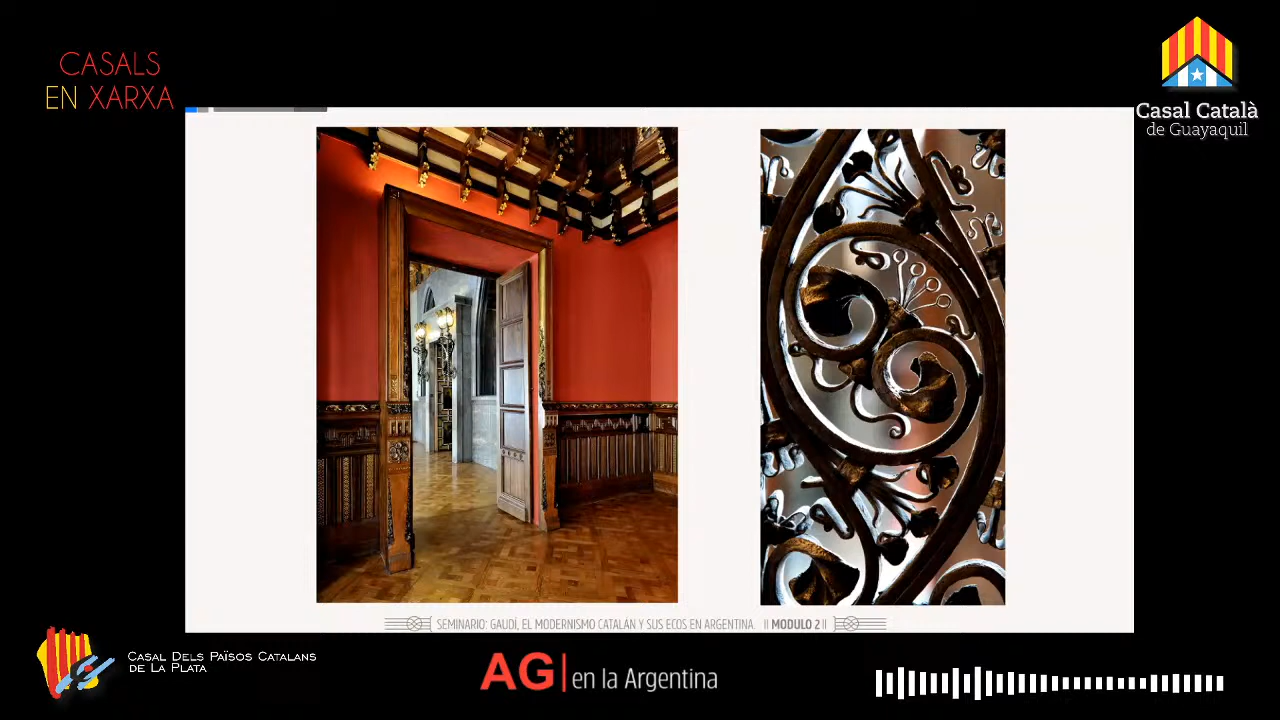 CASALS
EN XARXA
Casal Català
de Guayaquil
SEMINARIO: GAUDÍ, EL MODERNISMO CATALÁN Y SUS ECOS EN ARGENTINA. || MODULO 2 ||
CASAL DELS PAÏSOS CATALANS
DE LA PLATA
AG| en la Argentina